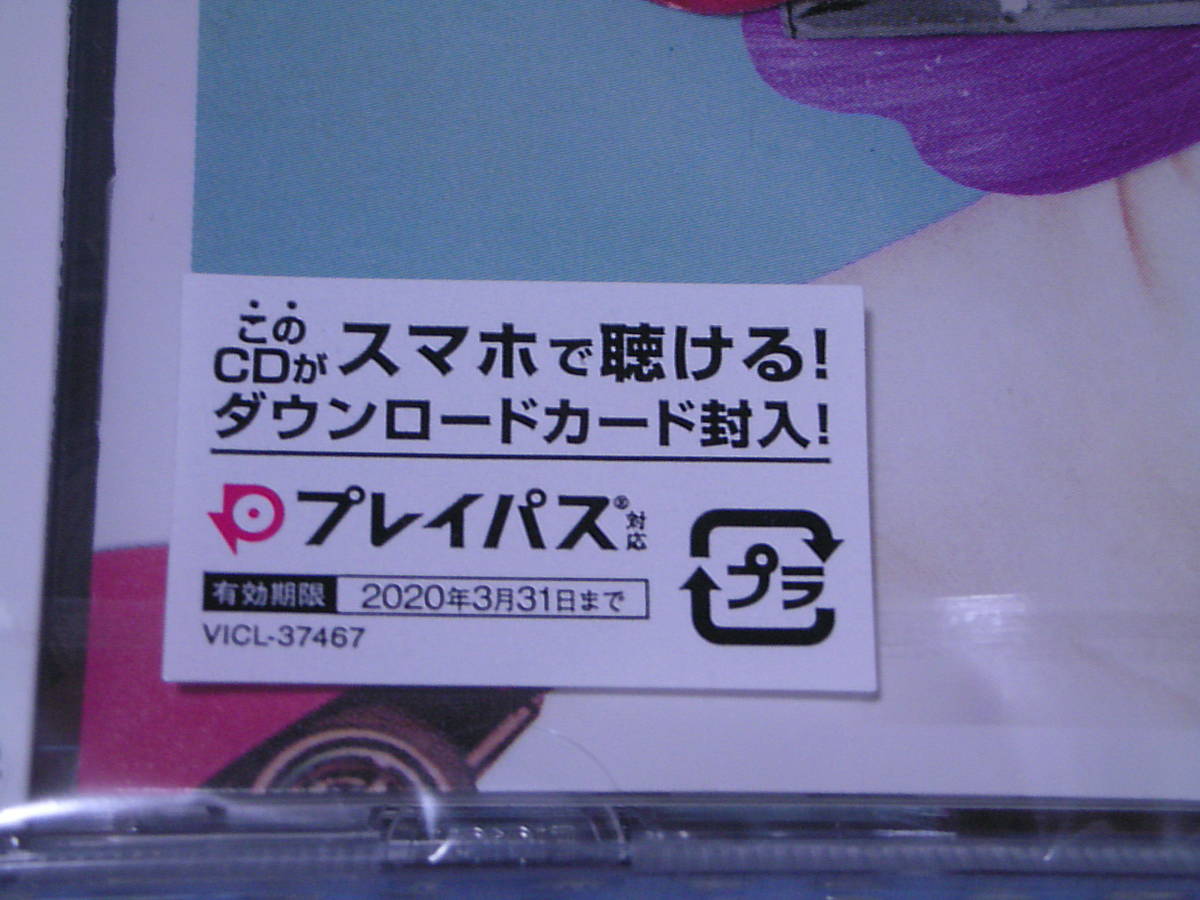 このCDがスマホで聴ける!
ダウンロードカード封入!
プレイパス®対応
プラ
有効期限 2020年3月31日まで
VICL-37467